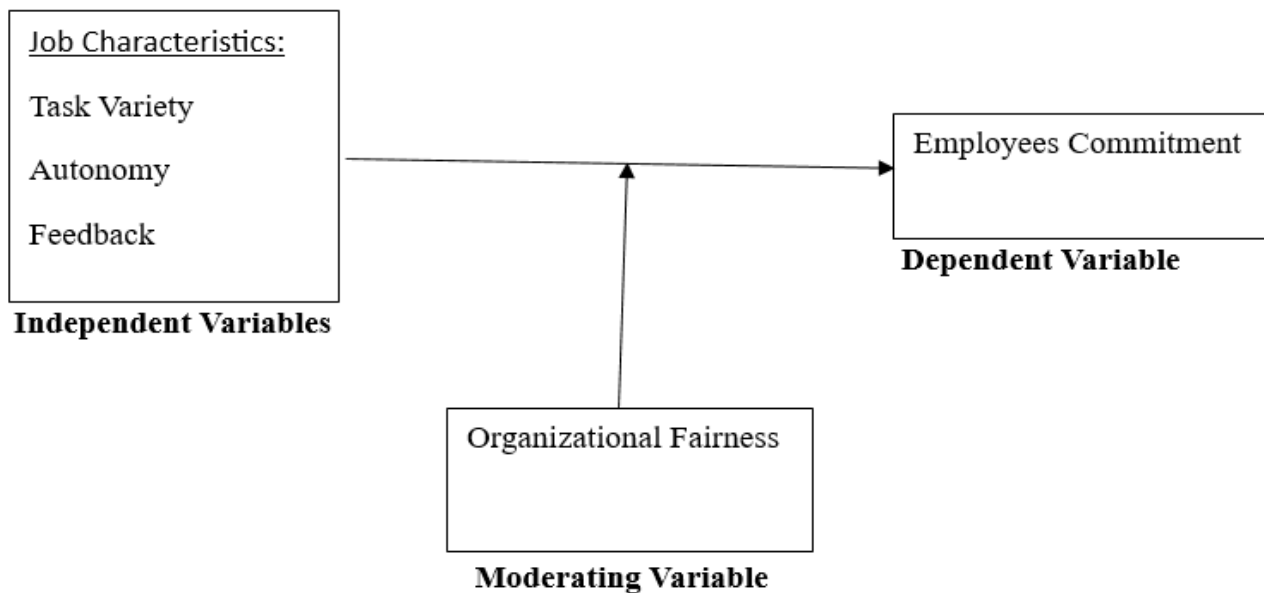 Job Characteristics:
Task Variety
Autonomy
Feedback
Independent Variables
Employees Commitment
Dependent Variable
Organizational Fairness
Moderating Variable